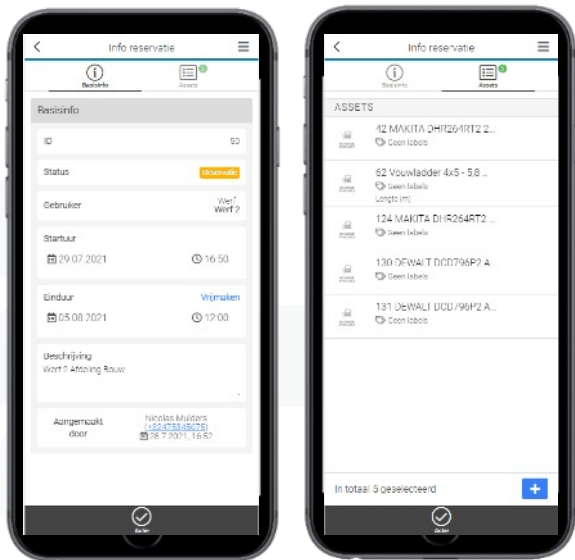 Info reservatie
Basisinfo
Assets
Basisinfo
ID 50
Status Reservatie
Gebruiker Werf
Werf 2
Startuur
29.07.2021 16:50
Einduur Vrijmaken
05.08.2021 12:00
Beschrijving
Werf 2 Afdeling Bouw
Aangemaakt door
Nicolas Mulders
(+32475345075)
28.7.2021, 16:52
Actie
Info reservatie
Basisinfo
Assets
ASSETS
42 MAKITA DHR264RT2 2...
Geen labels
62 Vouwladder 4x5 - 5,8 ...
Geen labels
Lengte (m)
124 MAKITA DHR264RT2 ...
Geen labels
130 DEWALT DCD796P2 A...
Geen labels
131 DEWALT DCD796P2 A...
Geen labels
In totaal 5 geselecteerd
Actie